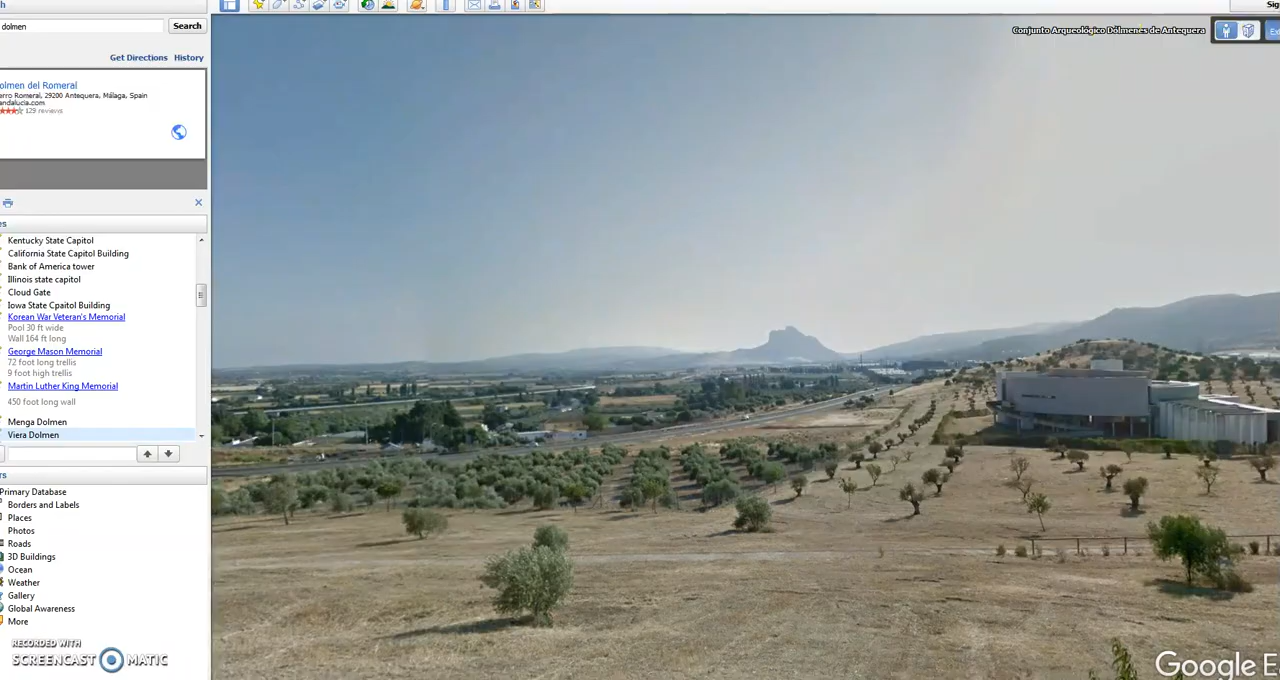 Search
dolmen
Get Directions History
olmen del Romeral
erro Romeral, 29200 Antequera, Málaga, Spain
andalucia.com
129 reviews
Kentucky State Capitol
California State Capitol Building
Bank of America tower
Illinois state capitol
Cloud Gate
Iowa State Cpaitol Building
Korean War Veteran's Memorial
Pool 30 ft wide
Wall 164 ft long
George Mason Memorial
72 foot long trellis
9 foot high trellis
Martin Luther King Memorial
450 foot long wall
Menga Dolmen
Viera Dolmen
Primary Database
Borders and Labels
Places
Photos
Roads
3D Buildings
Ocean
Weather
Gallery
Global Awareness
More
RECORDED WITH
SCREENCAST MATIC
Conjunto Arqueológico Dólmenes de Antequera
Google E